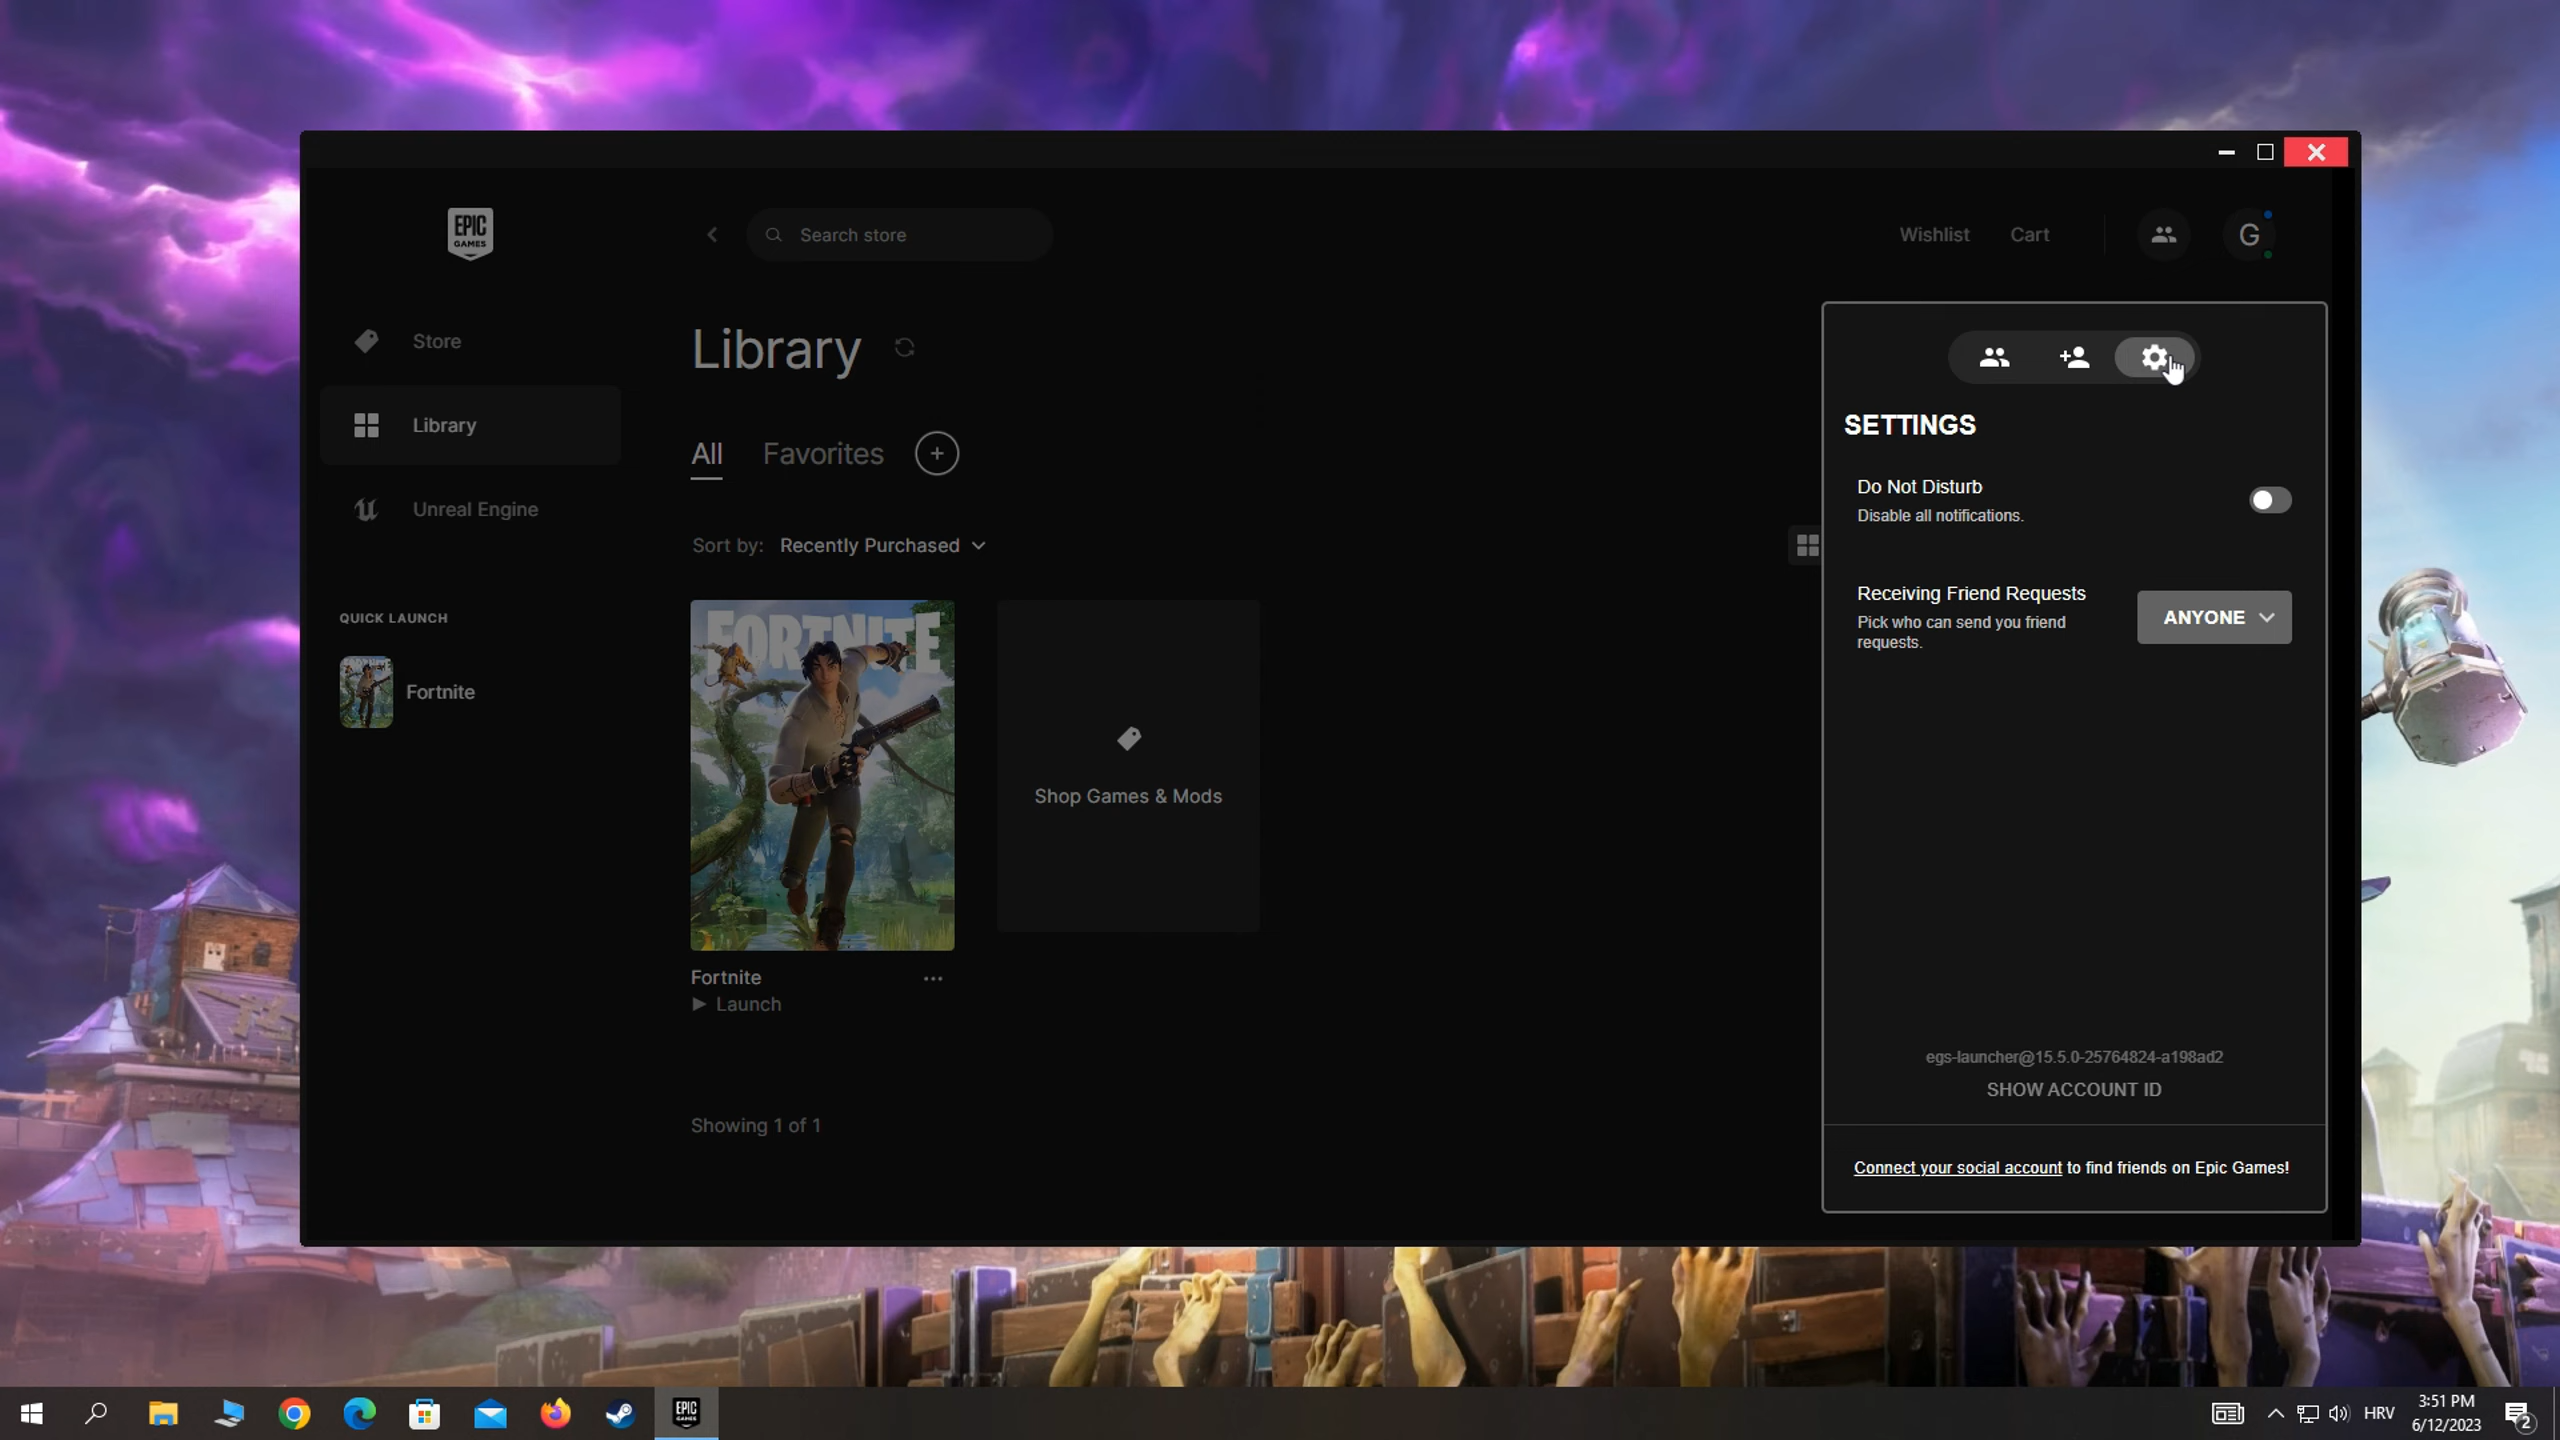 EPIC
GAMES
Search store
Wishlist
Cart
G
Store
Library
Unreal Engine
QUICK LAUNCH
Fortnite
Library
All
Favorites
Sort by: Recently Purchased
FORTNITE
Fortnite
Launch
Shop Games & Mods
Showing 1 of 1
SETTINGS
Do Not Disturb
Disable all notifications.
Receiving Friend Requests
Pick who can send you friend
requests.
ANYONE
egs-launcher@15.5.0-25764824-a198ad2
SHOW ACCOUNT ID
Connect your social account to find friends on Epic Games!
EPIC
GAMES
HRV
3:51 PM
6/12/2023
2